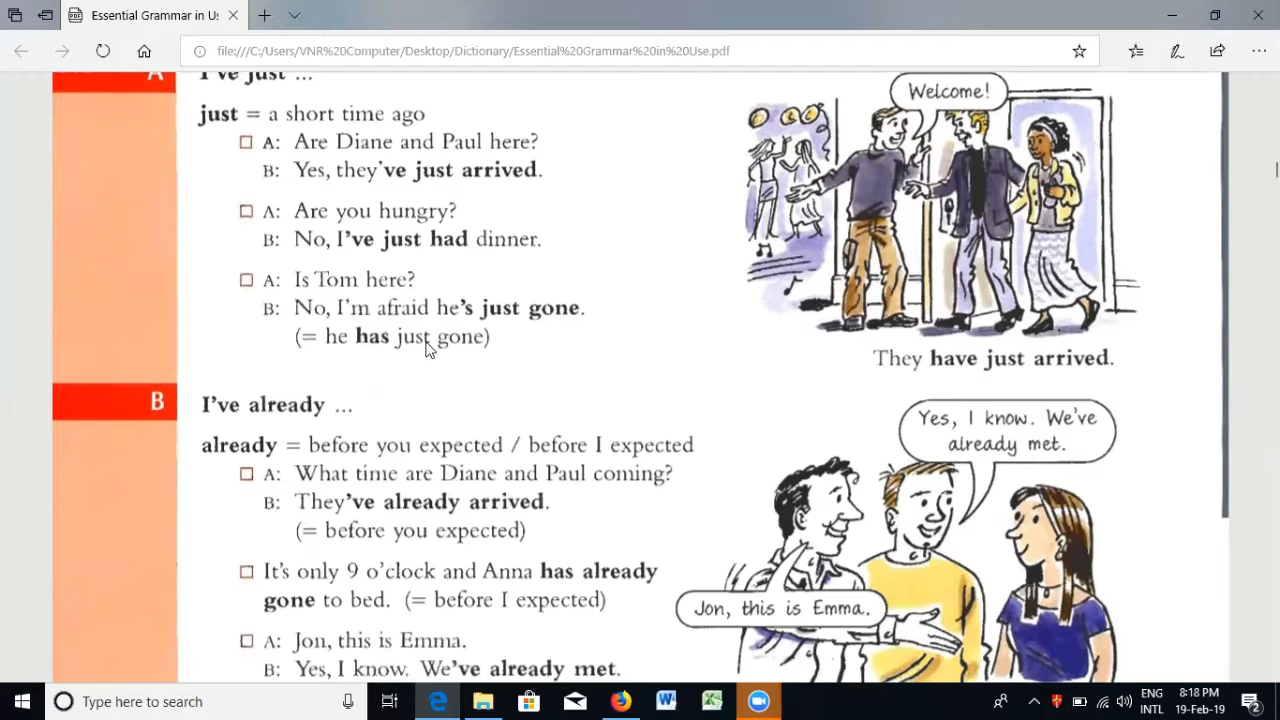 Essential Grammar in Us
file:///C:/Users/VNR%20Computer/Desktop/Dictionary/Essential%20Grammar%20in%20Use.pdf
A
I've just ...
just = a short time ago
A: Are Diane and Paul here?
B: Yes, they've just arrived.
A: Are you hungry?
B: No, I've just had dinner.
A: Is Tom here?
B: No, I'm afraid he's just gone.
(= he has just gone)
Welcome!
They have just arrived.
B
I've already ...
already = before you expected / before I expected
A: What time are Diane and Paul coming?
B: They've already arrived.
(= before you expected)
It's only 9 o'clock and Anna has already
gone to bed. (= before I expected)
A: Jon, this is Emma.
B: Yes, I know. We've already met.
Yes, I know. We've
already met.
Jon, this is Emma.
Type here to search
ENG
INTL
8:18 PM
19-Feb-19
2